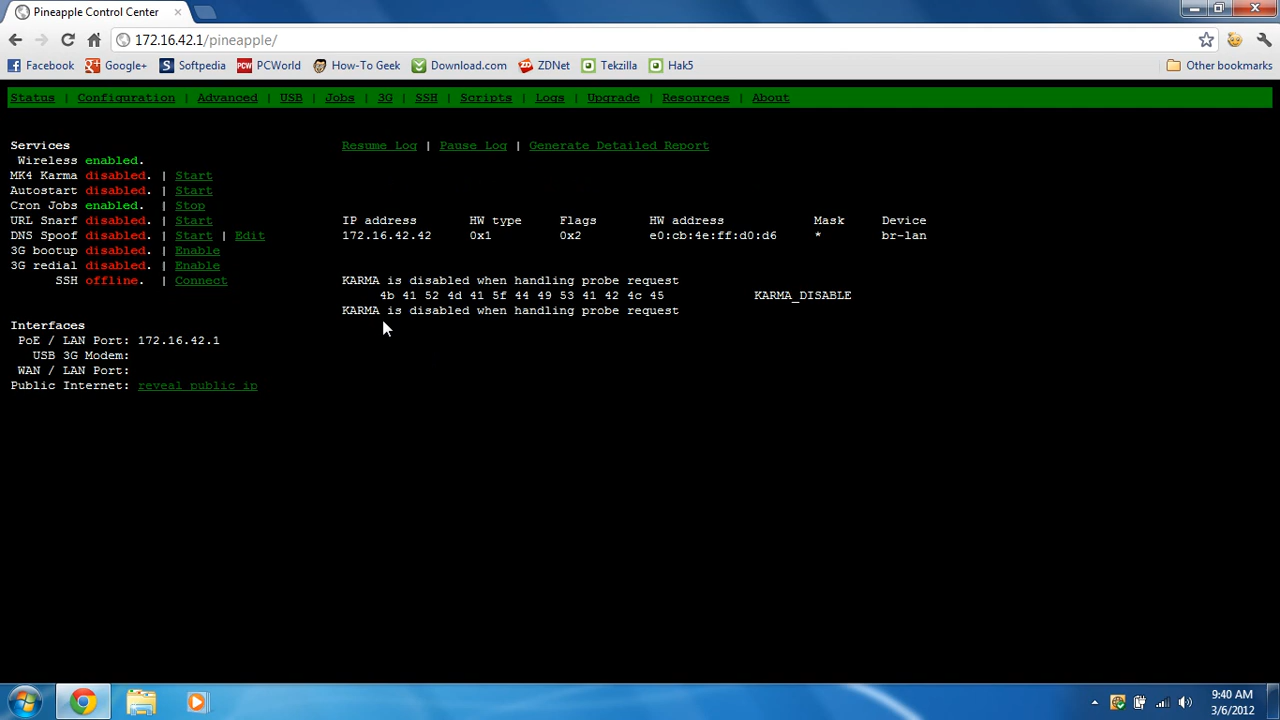 Pineapple Control Center
172.16.42.1/pineapple/
Facebook Google+ Softpedia PCW PCWorld How-To Geek Download.com ZD ZDNet Tekzilla Hak5 Other bookmarks
Status | Configuration | Advanced | USB | Jobs | 3G | SSH | Scripts | Logs | Upgrade | Resources | About
Services
Wireless enabled.
MK4 Karma disabled. | Start
Autostart disabled. | Start
Cron Jobs enabled. | Stop
URL Snarf disabled. | Start
DNS Spoof disabled. | Start | Edit
3G bootup disabled. | Enable
3G redial disabled. | Enable
SSH offline. | Connect
Interfaces
PoE / LAN Port: 172.16.42.1
USB 3G Modem:
WAN / LAN Port:
Public Internet: reveal public ip
Resume Log | Pause Log | Generate Detailed Report
IP address HW type Flags HW address Mask Device
172.16.42.42 0x1 0x2 e0:cb:4e:ff:d0:d6 * br-lan
KARMA is disabled when handling probe request
4b 41 52 4d 41 5f 44 49 53 41 42 4c 45 KARMA_DISABLE
KARMA is disabled when handling probe request
9:40 AM
3/6/2012